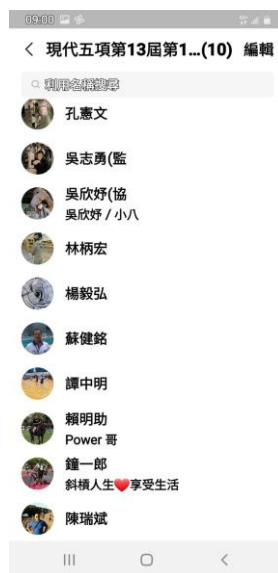 09:00
現代五項第13屆第1...(10) 編輯
利用名稱搜尋
孔憲文
吳志勇(監
吳欣妤(協
吳欣妤 / 小八
林柄宏
楊毅弘
蘇健銘
譚中明
賴明助
Power 哥
鐘一郎
斜槓人生❤️享受生活
陳瑞斌